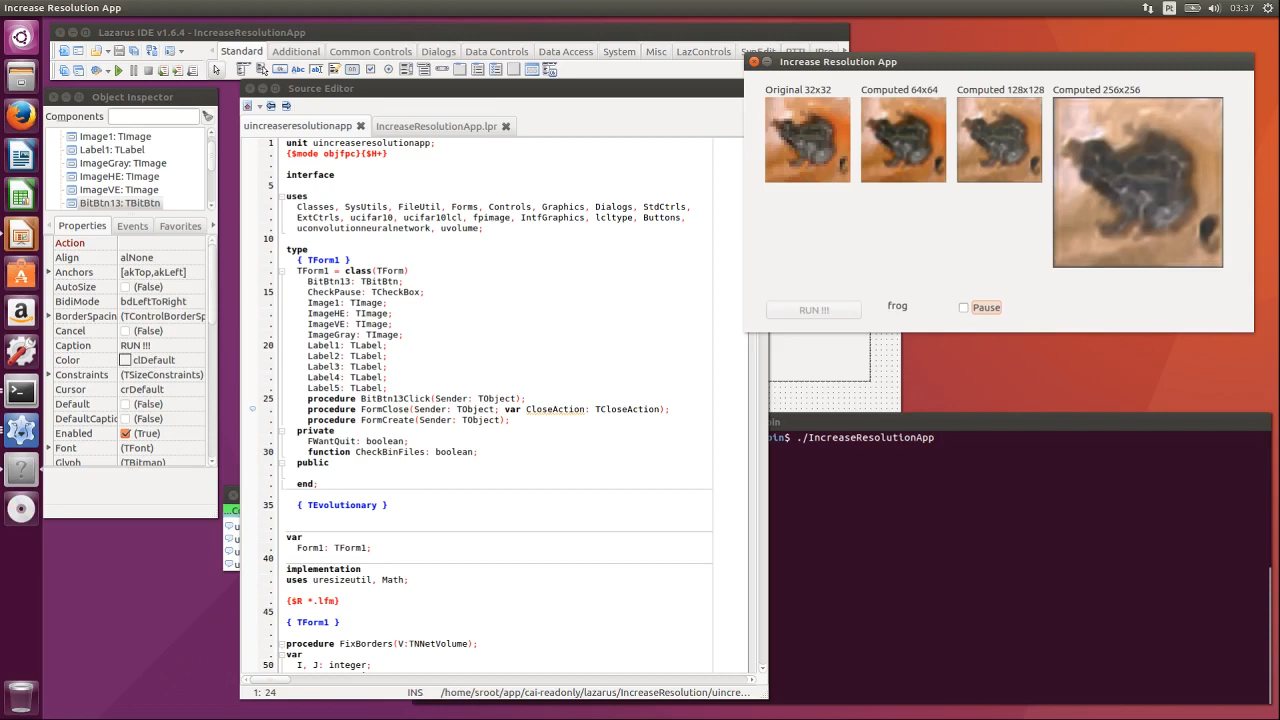 Increase Resolution App
Pt
03:37
Lazarus IDE v1.6.4 - IncreaseResolutionApp
Standard Additional Common Controls Dialogs Data Controls Data Access System Misc LazControls SynEdit RTTI IPro
Object Inspector
Components
Image1: TImage
Label1: TLabel
ImageGray: TImage
ImageHE: TImage
ImageVE: TImage
BitBtn13: TBitBtn
Properties Events Favorites
Action
Align alNone
Anchors [akTop,akLeft]
AutoSize (False)
BidiMode bdLeftToRight
BorderSpacin (TControlBorderSp
Cancel (False)
Caption RUN !!!
Color clDefault
Constraints (TSizeConstraints)
Cursor crDefault
Default (False)
DefaultCaptio (False)
Enabled (True)
Font (TFont)
Glyph (TBitmap)
Source Editor
uincreaseresolutionapp IncreaseResolutionApp.lpr
1 unit uincreaseresolutionapp;
. {$mode objfpc}{$H+}
.
. interface
5
. uses
. Classes, SysUtils, FileUtil, Forms, Controls, Graphics, Dialogs, StdCtrls,
. ExtCtrls, ucifar10, ucifar10lcl, fpimage, IntfGraphics, lcltype, Buttons,
. uconvolutionneuralnetwork, uvolume;
10
. type
. { TForm1 }
. TForm1 = class(TForm)
. BitBtn13: TBitBtn;
15 CheckPause: TCheckBox;
. Image1: TImage;
. ImageHE: TImage;
. ImageVE: TImage;
. ImageGray: TImage;
20 Label1: TLabel;
. Label2: TLabel;
. Label3: TLabel;
. Label4: TLabel;
. Label5: TLabel;
25 procedure BitBtn13Click(Sender: TObject);
. procedure FormClose(Sender: TObject; var CloseAction: TCloseAction);
. procedure FormCreate(Sender: TObject);
. private
. FWantQuit: boolean;
30 function CheckBinFiles: boolean;
. public
.
. end;
.
35 { TEvolutionary }
.
.
. var
. Form1: TForm1;
40
. implementation
. uses uresizeutil, Math;
.
. {$R *.lfm}
45
. { TForm1 }
.
. procedure FixBorders(V:TNNetVolume);
. var
50 I, J: integer;
1: 24 INS /home/sroot/app/cai-readonly/lazarus/IncreaseResolution/uincre...
Increase Resolution App
Original 32x32 Computed 64x64 Computed 128x128 Computed 256x256
RUN !!! frog Pause
bin
bin$ ./IncreaseResolutionApp